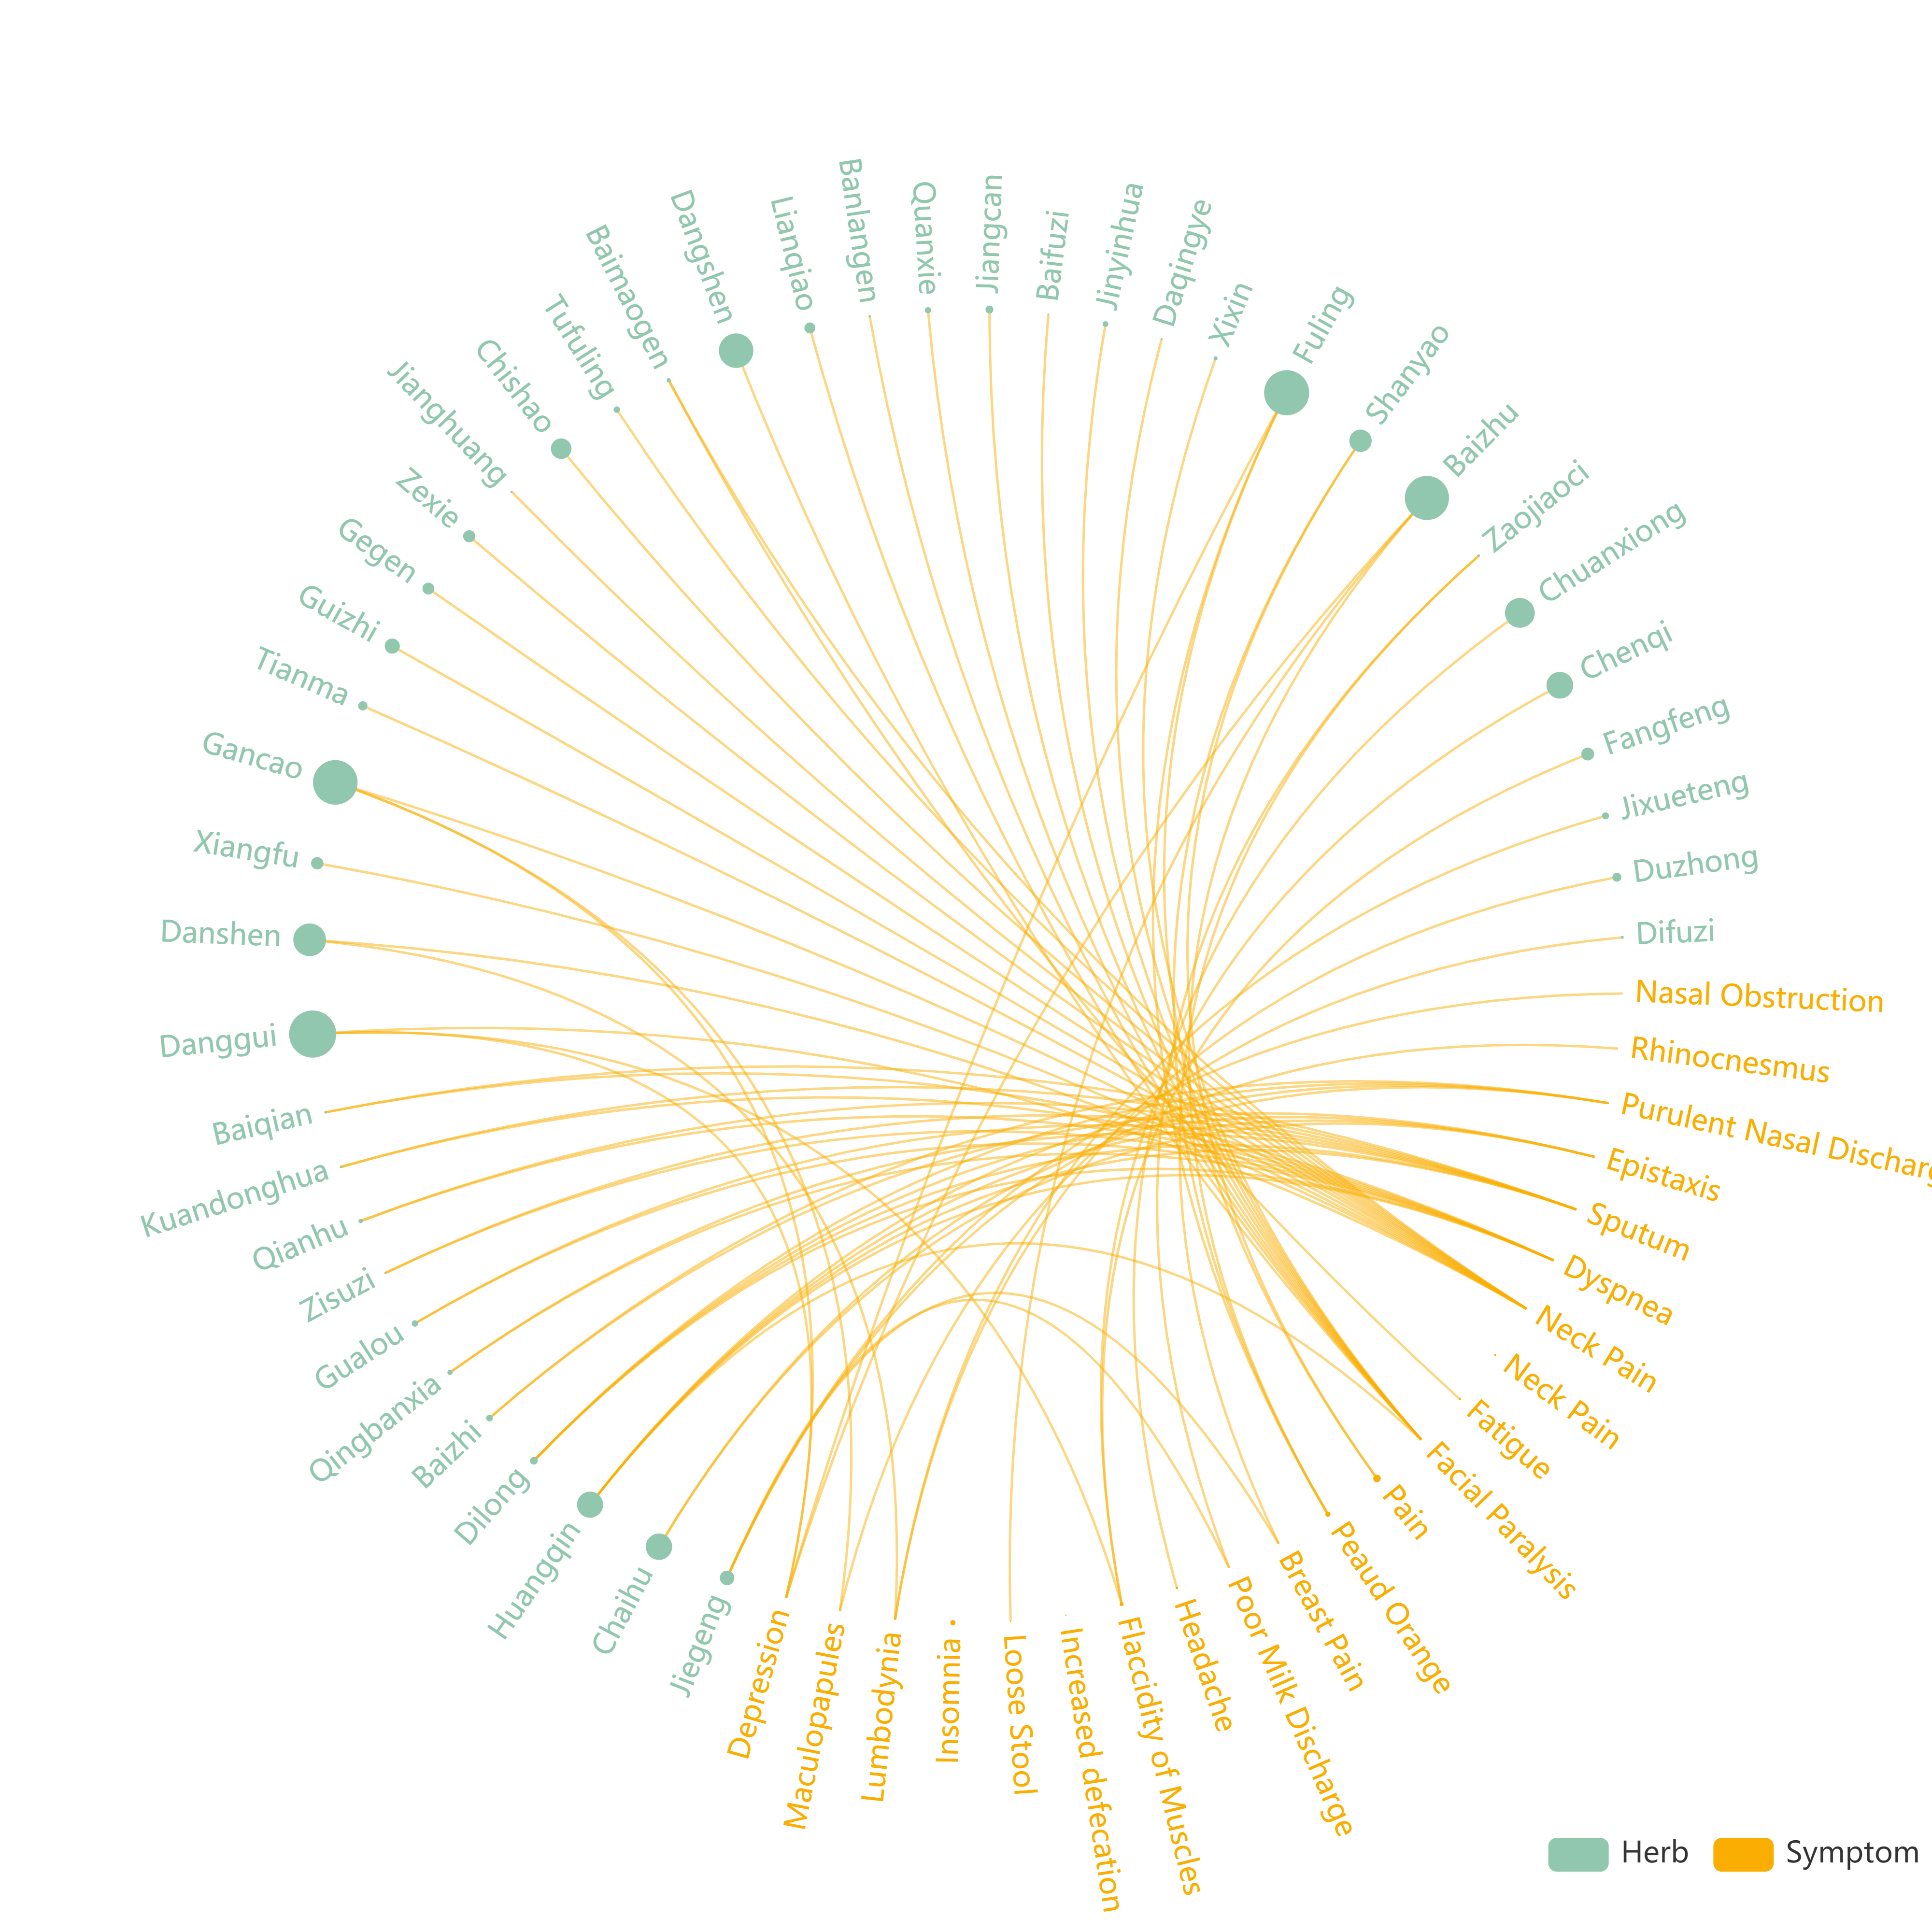 Banlangen
Quanxie
Jiangcan
Baifuzi
Jinyinhua
Daqingye
Xixin
Fuling
Shanyao
Baizhu
Zaojiaoci
Chuanxiong
Chenqi
Fangfeng
Jixueteng
Duzhong
Difuzi
Nasal Obstruction
Rhinocnesmus
Purulent Nasal Discharg
Epistaxis
Sputum
Dyspnea
Neck Pain
Neck Pain
Fatigue
Facial Paralysis
Pain
Peaud Orange
Breast Pain
Poor Milk Discharge
Headache
Flaccidity of Muscles
Increased defecation
Loose Stool
Insomnia
Lumbodynia
Maculopapules
Depression
Jiegeng
Chaihu
Huangqin
Dilong
Baizhi
Qingbanxia
Gualou
Zisuzi
Qianhu
Kuandonghua
Baiqian
Danggui
Danshen
Xiangfu
Gancao
Tianma
Guizhi
Gegen
Zexie
Jianghuang
Chishao
Tufuling
Baimaogen
Dangshen
Lianqiao
Herb
Symptom